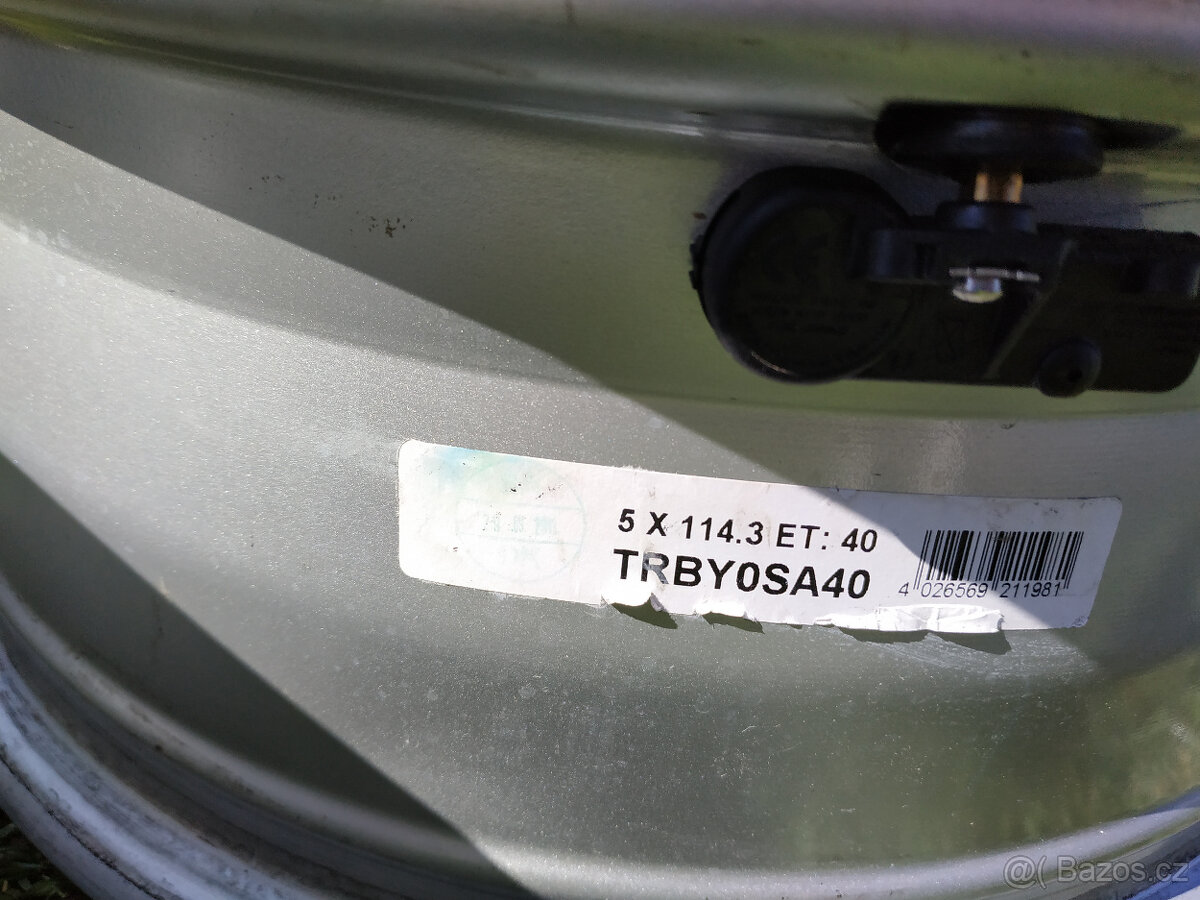 5 X 114.3 ET: 40
TRBY0SA40
4 026569 211981
@( Bazos.cz